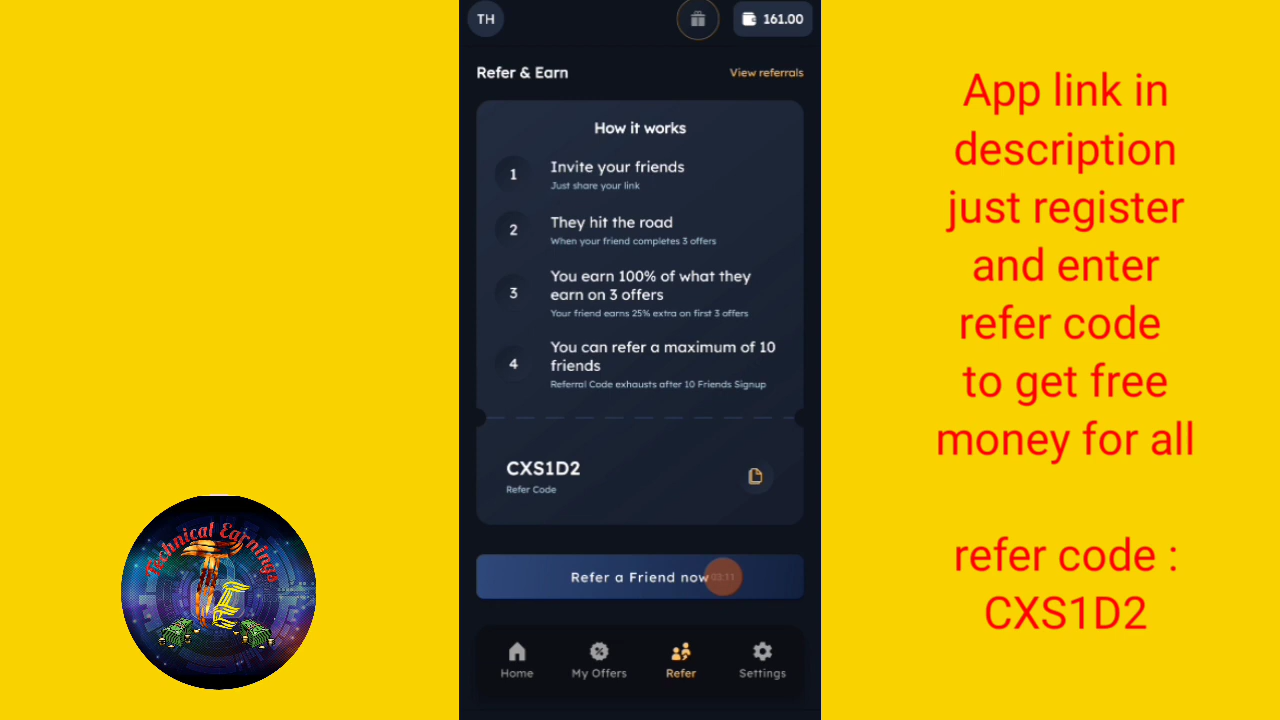 TH
161.00
Refer & Earn
View referrals
How it works
1
Invite your friends
Just share your link
2
They hit the road
When your friend completes 3 offers
3
You earn 100% of what they
earn on 3 offers
Your friend earns 25% extra on first 3 offers
4
You can refer a maximum of 10
friends
Referral Code exhausts after 10 Friends Signup
CXS1D2
Refer Code
Refer a Friend now
03:11
Home
My Offers
Refer
Settings
Technical Earnings
TE
App link in
description
just register
and enter
refer code
to get free
money for all
refer code :
CXS1D2